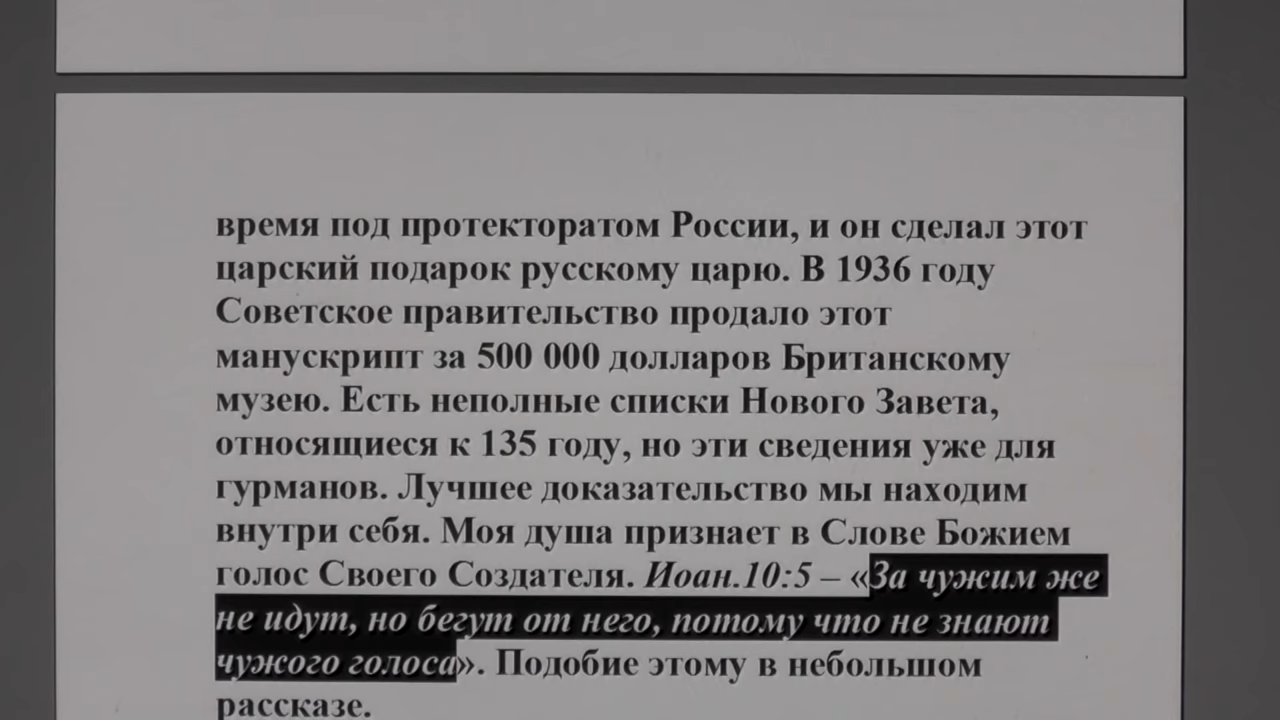 время под протекторатом России, и он сделал этот
царский подарок русскому царю. В 1936 году
Советское правительство продало этот
манускрипт за 500 000 долларов Британскому
музею. Есть неполные списки Нового Завета,
относящиеся к 135 году, но эти сведения уже для
гурманов. Лучшее доказательство мы находим
внутри себя. Моя душа признает в Слове Божием
голос Своего Создателя. Иоан.10:5 – «За чужим же
не идут, но бегут от него, потому что не знают
чужого голоса». Подобие этому в небольшом
рассказе.